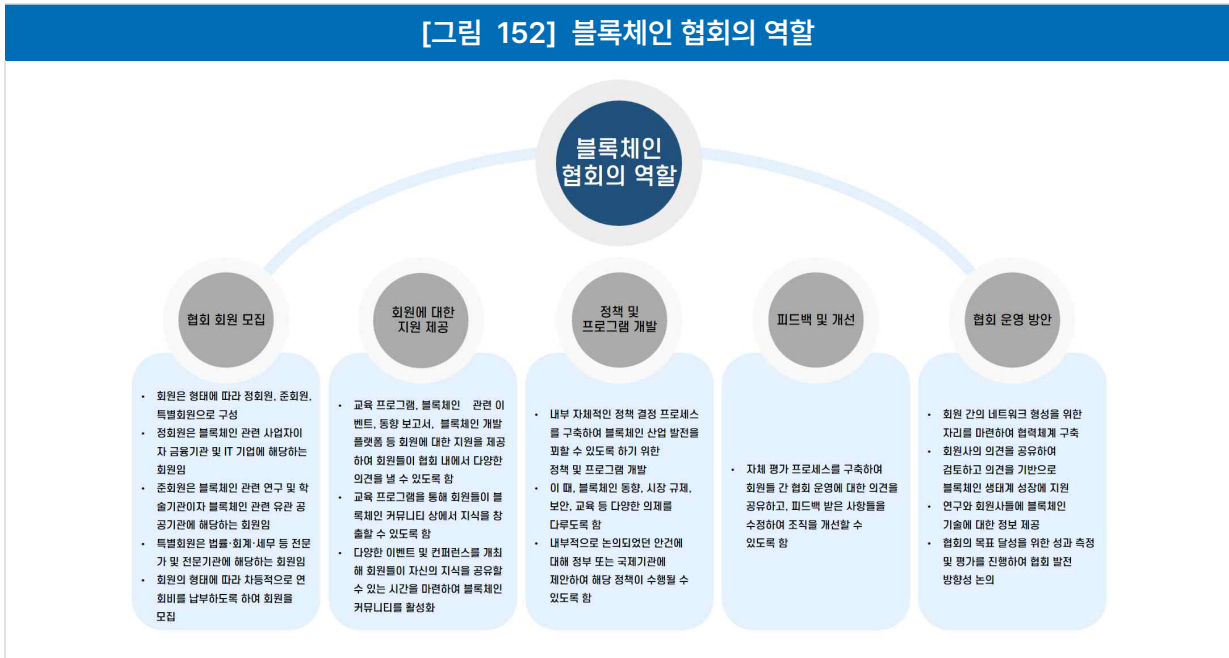 [그림 152] 블록체인 협회의 역할
블록체인
협회의 역할
협회 회원 모집
• 회원은 형태에 따라 정회원, 준회원,
특별회원으로 구성
• 정회원은 블록체인 관련 사업자이
자 금융기관 및 IT 기업에 해당하는
회원임
• 준회원은 블록체인 관련 연구 및 학
술기관이자 블록체인 관련 유관 공
공기관에 해당하는 회원임
• 특별회원은 법률·회계·세무 등 전문
가 및 전문기관에 해당하는 회원임
• 회원의 형태에 따라 차등적으로 연
회비를 납부하도록 하여 회원을
모집
회원에 대한
지원 제공
• 교육 프로그램, 블록체인 관련 이
벤트, 동향 보고서, 블록체인 개발
플랫폼 등 회원에 대한 지원을 제공
하여 회원들이 협회 내에서 다양한
의견을 낼 수 있도록 함
• 교육 프로그램을 통해 회원들이 블
록체인 커뮤니티 상에서 지식을 창
출할 수 있도록 함
• 다양한 이벤트 및 컨퍼런스를 개최
해 회원들이 자신의 지식을 공유할
수 있는 시간을 마련하여 블록체인
커뮤니티를 활성화
정책 및
프로그램 개발
• 내부 자체적인 정책 결정 프로세스
를 구축하여 블록체인 산업 발전을
꾀할 수 있도록 하기 위한
정책 및 프로그램 개발
• 이 때, 블록체인 동향, 시장 규제,
보안, 교육 등 다양한 의제를
다루도록 함
• 내부적으로 논의되었던 안건에
대해 정부 또는 국제기관에
제안하여 해당 정책이 수행될 수
있도록 함
피드백 및 개선
• 자체 평가 프로세스를 구축하여
회원들 간 협회 운영에 대한 의견을
공유하고, 피드백 받은 사항들을
수정하여 조직을 개선할 수
있도록 함
협회 운영 방안
• 회원 간의 네트워크 형성을 위한
자리를 마련하여 협력체계 구축
• 회원사의 의견을 공유하여
검토하고 의견을 기반으로
블록체인 생태계 성장에 지원
• 연구와 회원사들에 블록체인
기술에 대한 정보 제공
• 협회의 목표 달성을 위한 성과 측정
및 평가를 진행하여 협회 발전
방향성 논의